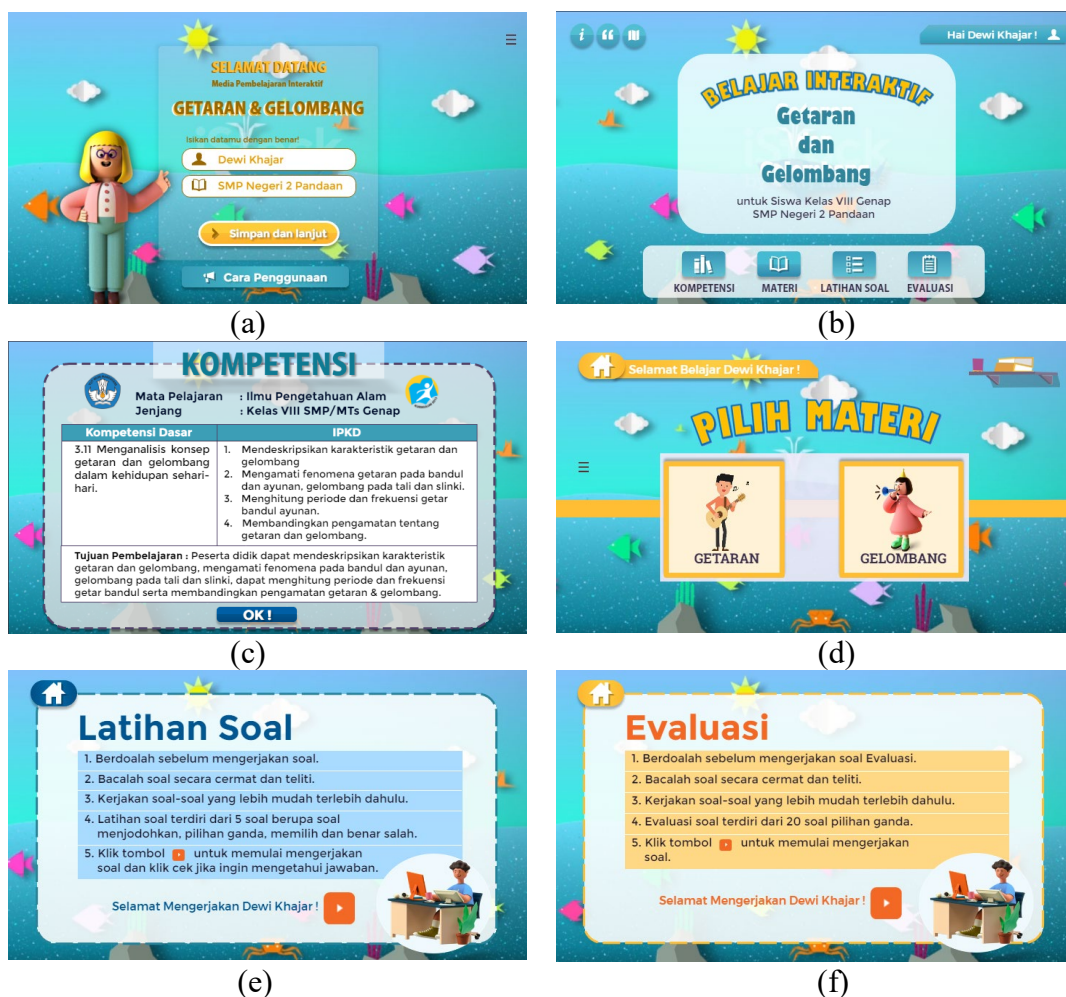 SELAMAT DATANG
Media Pembelajaran Interaktif
GETARAN & GELOMBANG
Isikan datamu dengan benar!
Dewi Khajar
SMP Negeri 2 Pandaan
Simpan dan lanjut
Cara Penggunaan
(a)
Hai Dewi Khajar !
BELAJAR INTERAKTIF
Getaran
dan
Gelombang
untuk Siswa Kelas VIII Genap
SMP Negeri 2 Pandaan
KOMPETENSI
MATERI
LATIHAN SOAL
EVALUASI
(b)
KOMPETENSI
Mata Pelajaran : Ilmu Pengetahuan Alam
Jenjang : Kelas VIII SMP/MTs Genap
Kompetensi Dasar
3.11 Menganalisis konsep
getaran dan gelombang
dalam kehidupan sehari-
hari.
IPKD
1. Mendeskripsikan karakteristik getaran dan
gelombang
2. Mengamati fenomena getaran pada bandul
dan ayunan, gelombang pada tali dan slinki.
3. Menghitung periode dan frekuensi getar
bandul ayunan.
4. Membandingkan pengamatan tentang
getaran dan gelombang.
Tujuan Pembelajaran : Peserta didik dapat mendeskripsikan karakteristik
getaran dan gelombang, mengamati fenomena pada bandul dan ayunan,
gelombang pada tali dan slinki, dapat menghitung periode dan frekuensi
getar bandul serta membandingkan pengamatan getaran & gelombang.
OK !
(c)
Selamat Belajar Dewi Khajar !
PILIH MATERI
GETARAN
GELOMBANG
(d)
Latihan Soal
1. Berdoalah sebelum mengerjakan soal.
2. Bacalah soal secara cermat dan teliti.
3. Kerjakan soal-soal yang lebih mudah terlebih dahulu.
4. Latihan soal terdiri dari 5 soal berupa soal
menjodohkan, pilihan ganda, memilih dan benar salah.
5. Klik tombol untuk memulai mengerjakan
soal dan klik cek jika ingin mengetahui jawaban.
Selamat Mengerjakan Dewi Khajar !
(e)
Evaluasi
1. Berdoalah sebelum mengerjakan soal Evaluasi.
2. Bacalah soal secara cermat dan teliti.
3. Kerjakan soal-soal yang lebih mudah terlebih dahulu.
4. Evaluasi soal terdiri dari 20 soal pilihan ganda.
5. Klik tombol untuk memulai mengerjakan
soal.
Selamat Mengerjakan Dewi Khajar !
(f)